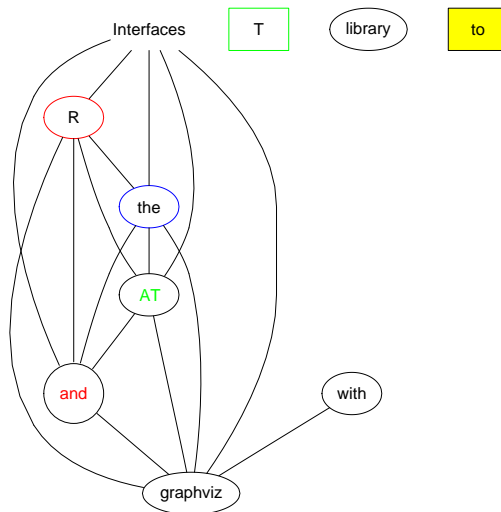 Interfaces T library to
R
the
AT
and with
graphviz